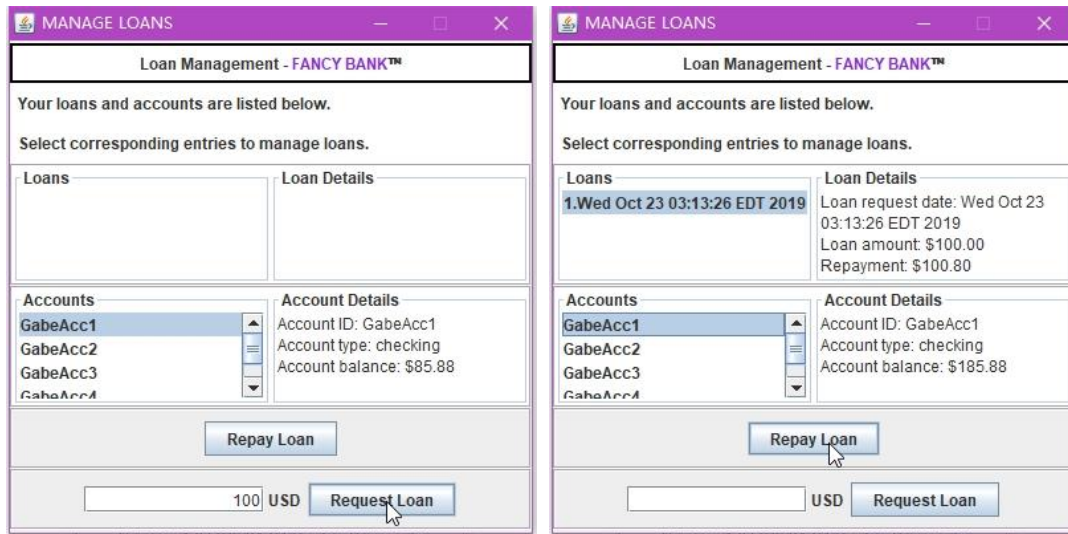 MANAGE LOANS
Loan Management - FANCY BANK™
Your loans and accounts are listed below.
Select corresponding entries to manage loans.
Loans
Loan Details
Accounts
GabeAcc1
GabeAcc2
GabeAcc3
GabeAcc4
Account Details
Account ID: GabeAcc1
Account type: checking
Account balance: $85.88
Repay Loan
100 USD Request Loan
MANAGE LOANS
Loan Management - FANCY BANK™
Your loans and accounts are listed below.
Select corresponding entries to manage loans.
Loans
1.Wed Oct 23 03:13:26 EDT 2019
Loan Details
Loan request date: Wed Oct 23
03:13:26 EDT 2019
Loan amount: $100.00
Repayment: $100.80
Accounts
GabeAcc1
GabeAcc2
GabeAcc3
GabeAcc4
Account Details
Account ID: GabeAcc1
Account type: checking
Account balance: $185.88
Repay Loan
USD Request Loan